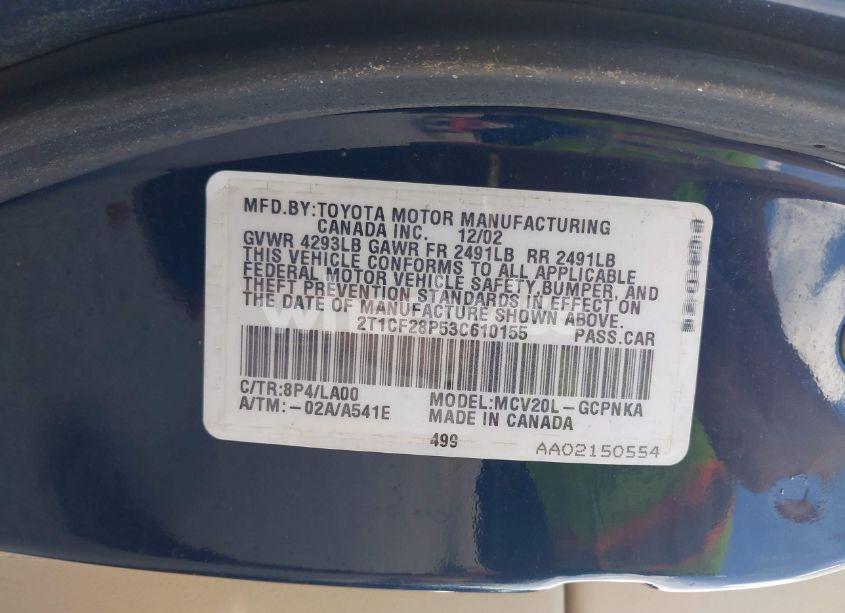 MFD.BY:TOYOTA MOTOR MANUFACTURING
CANADA INC. 12/02
GVWR 4293LB GAWR FR 2491LB RR 2491LB
THIS VEHICLE CONFORMS TO ALL APPLICABLE
FEDERAL MOTOR VEHICLE SAFETY,BUMPER, AND
THEFT PREVENTION STANDARDS IN EFFECT ON
THE DATE OF MANUFACTURE SHOWN ABOVE.
2T1CF28P53C610155 PASS.CAR
C/TR:8P4/LA00 MODEL:MCV20L-GCPNKA
A/TM:-02A/A541E MADE IN CANADA
499 AA02150554